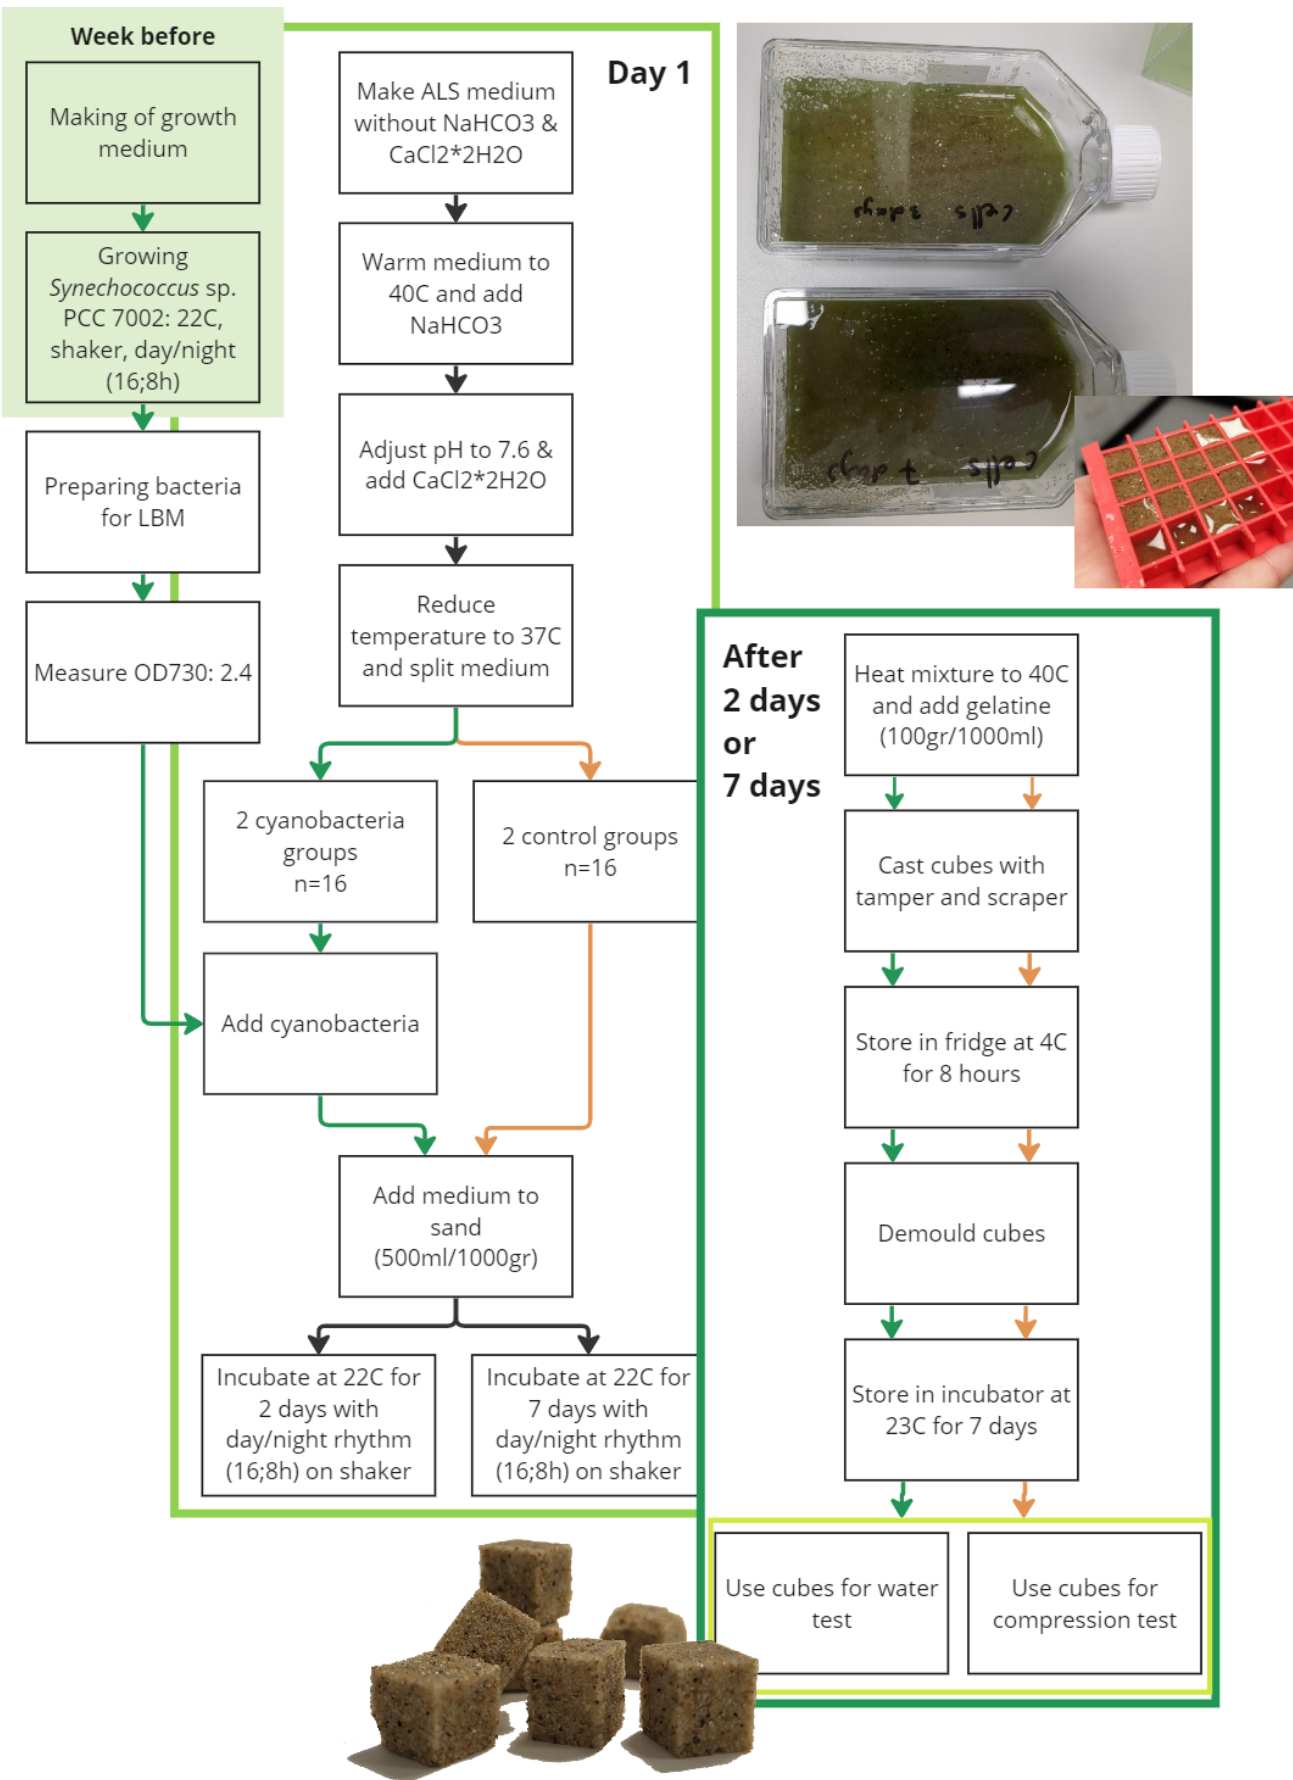 Week before
Making of growth
medium
Growing
Synechococcus sp.
PCC 7002: 22C,
shaker, day/night
(16;8h)
Preparing bacteria
for LBM
Measure OD730: 2.4
Day 1
Make ALS medium
without NaHCO3 &
CaCl2*2H2O
Warm medium to
40C and add
NaHCO3
Adjust pH to 7.6 &
add CaCl2*2H2O
Reduce
temperature to 37C
and split medium
2 cyanobacteria
groups
n=16
2 control groups
n=16
Add cyanobacteria
Add medium to
sand
(500ml/1000gr)
Incubate at 22C for
2 days with
day/night rhythm
(16;8h) on shaker
Incubate at 22C for
7 days with
day/night rhythm
(16;8h) on shaker
cells 3 days
cells 7 days
After
2 days
or
7 days
Heat mixture to 40C
and add gelatine
(100gr/1000ml)
Cast cubes with
tamper and scraper
Store in fridge at 4C
for 8 hours
Demould cubes
Store in incubator at
23C for 7 days
Use cubes for water
test
Use cubes for
compression test